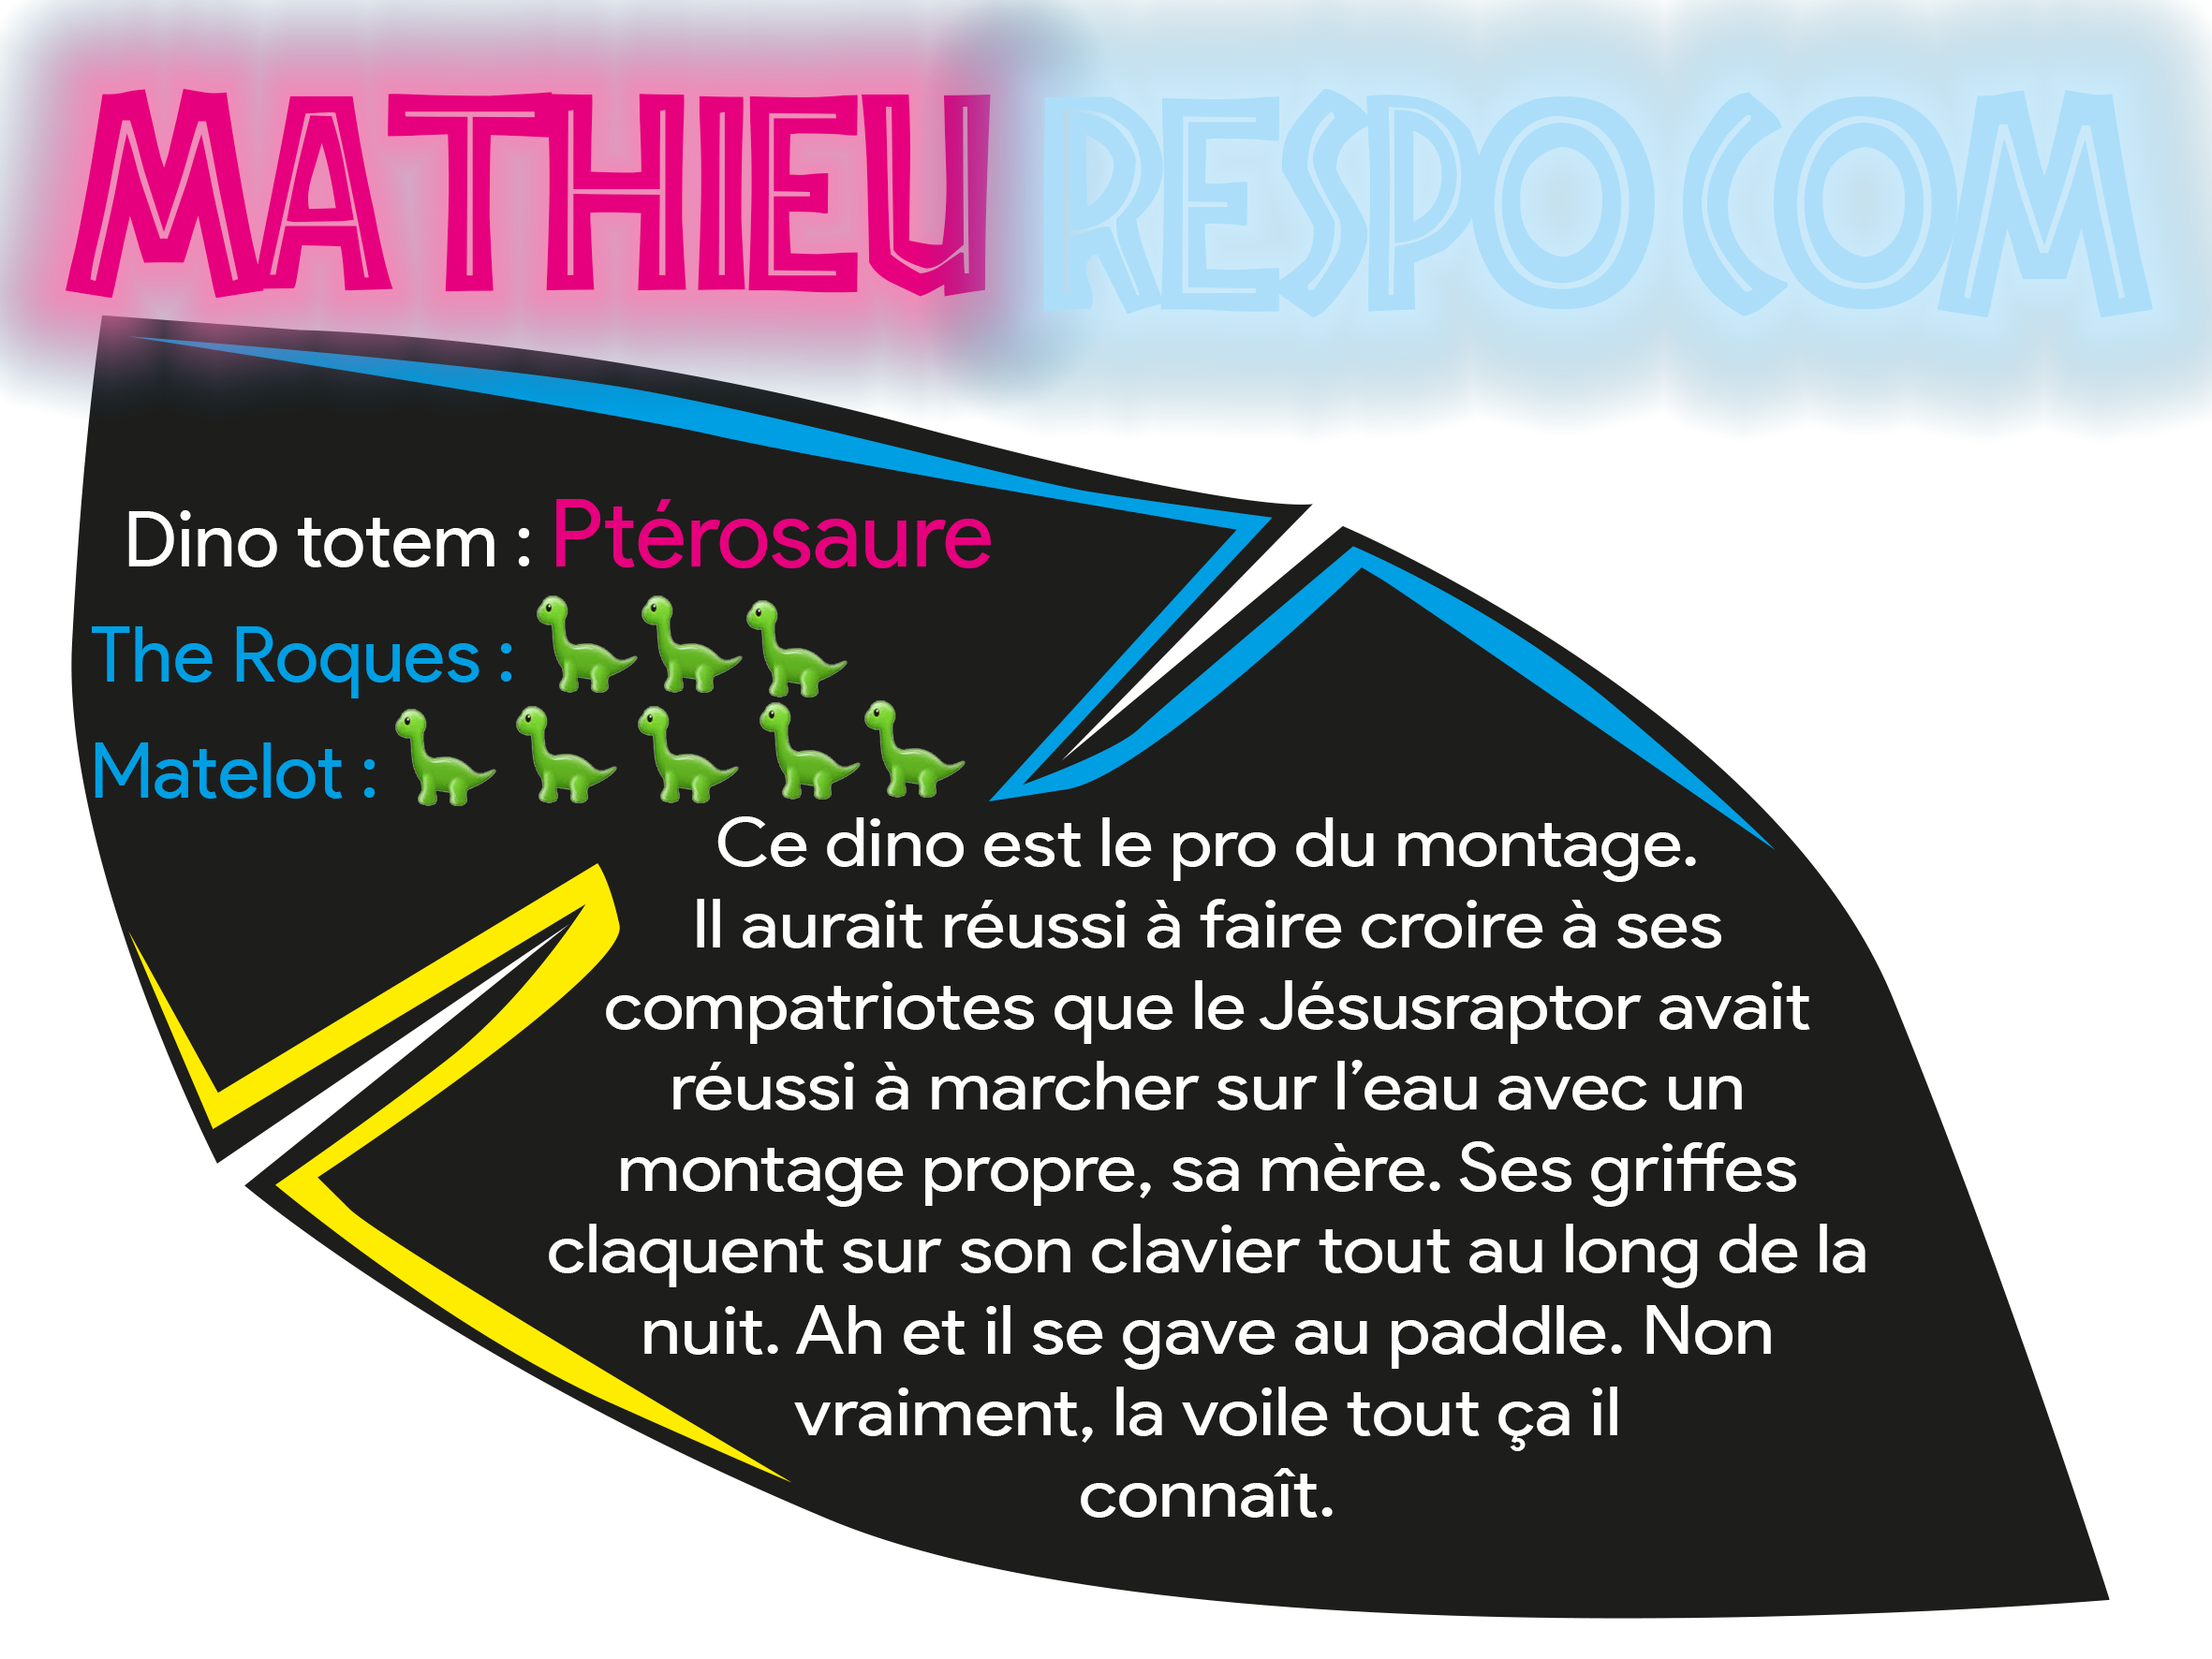 MATHIEU RESPO COM
Dino totem : Ptérosaure
The Roques :
Matelot :
Ce dino est le pro du montage.
Il aurait réussi à faire croire à ses
compatriotes que le Jésusraptor avait
réussi à marcher sur l’eau avec un
montage propre, sa mère. Ses griffes
claquent sur son clavier tout au long de la
nuit. Ah et il se gave au paddle. Non
vraiment, la voile tout ça il
connaît.